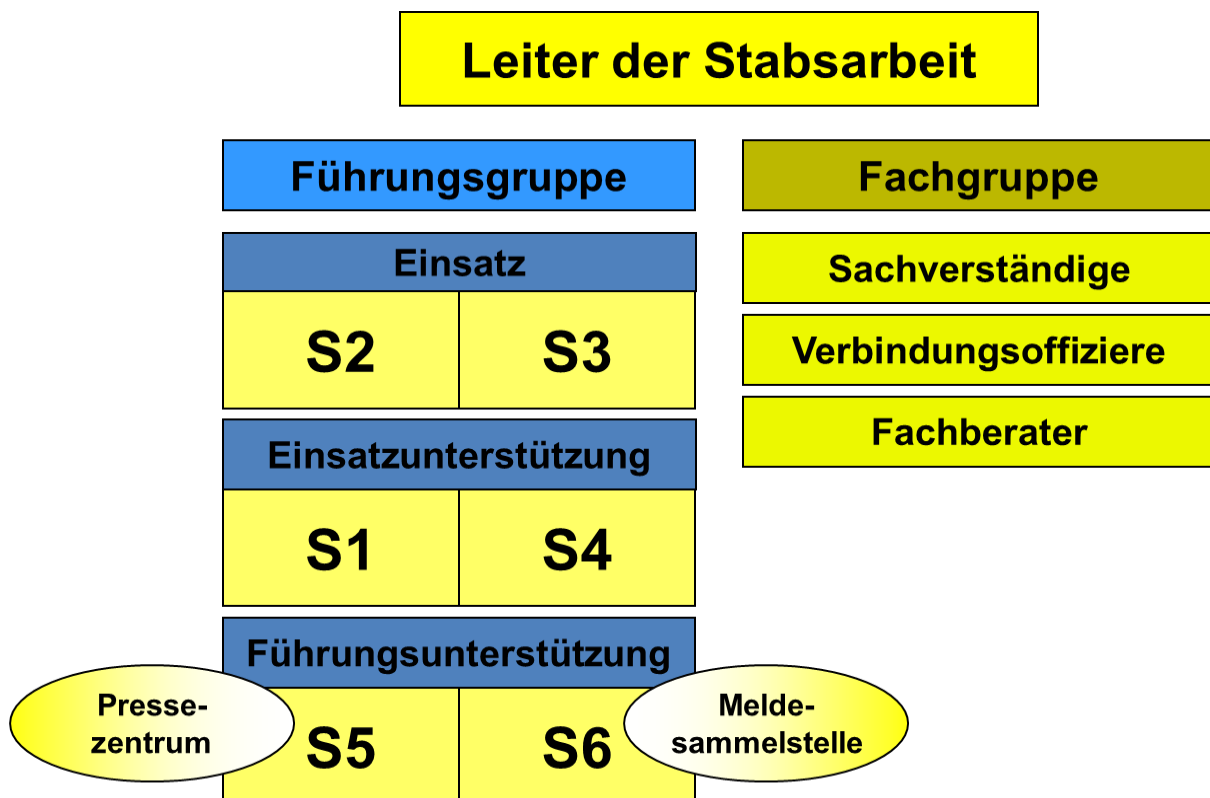 Leiter der Stabsarbeit
Führungsgruppe
Fachgruppe
Einsatz
S2
S3
Sachverständige
Verbindungsoffiziere
Fachberater
Einsatzunterstützung
S1
S4
Führungsunterstützung
Presse-
zentrum
S5
S6
Melde-
sammelstelle